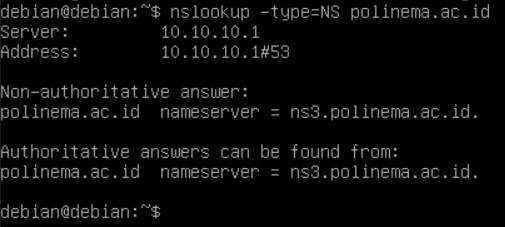 debian@debian:~$ nslookup -type=NS polinema.ac.id
Server:         10.10.10.1
Address:        10.10.10.1#53
Non-authoritative answer:
polinema.ac.id  nameserver = ns3.polinema.ac.id.
Authoritative answers can be found from:
polinema.ac.id  nameserver = ns3.polinema.ac.id.
debian@debian:~$